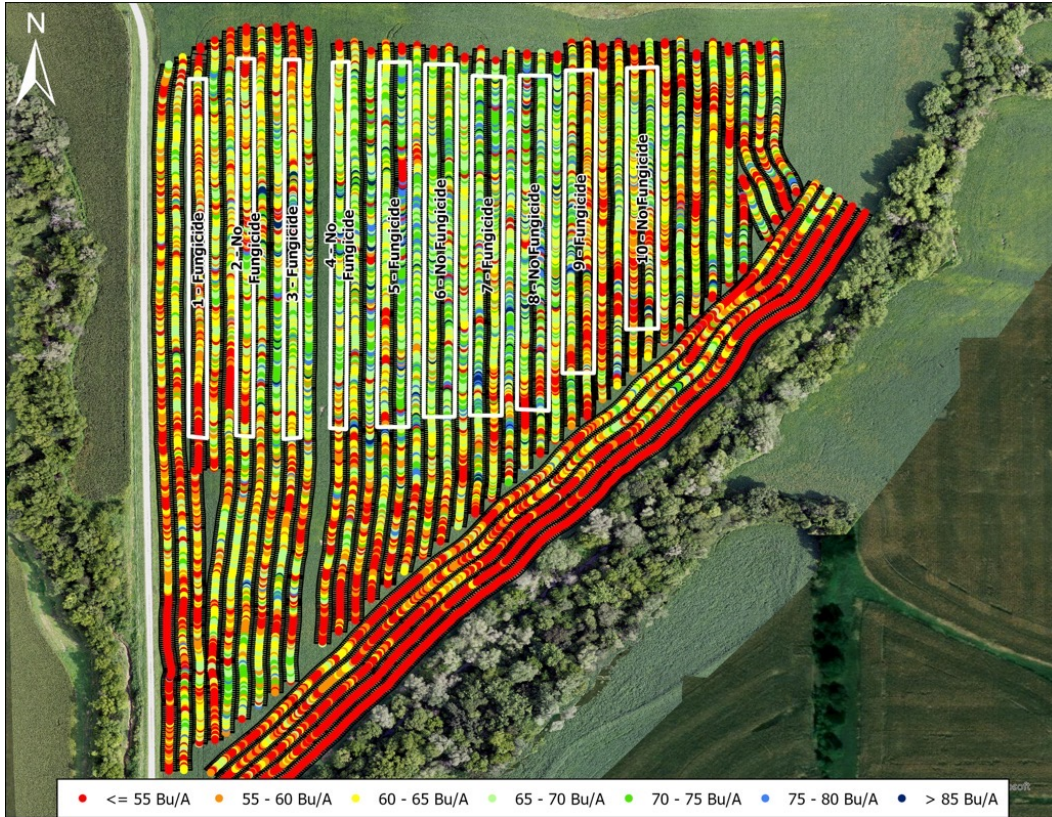 N
1 - Fungicide
2 - No
Fungicide
3 - Fungicide
4 - No
Fungicide
5 - Fungicide
6 - No Fungicide
7 - Fungicide
8 - No Fungicide
9 - Fungicide
10 - No Fungicide
<= 55 Bu/A 55 - 60 Bu/A 60 - 65 Bu/A 65 - 70 Bu/A 70 - 75 Bu/A 75 - 80 Bu/A > 85 Bu/A